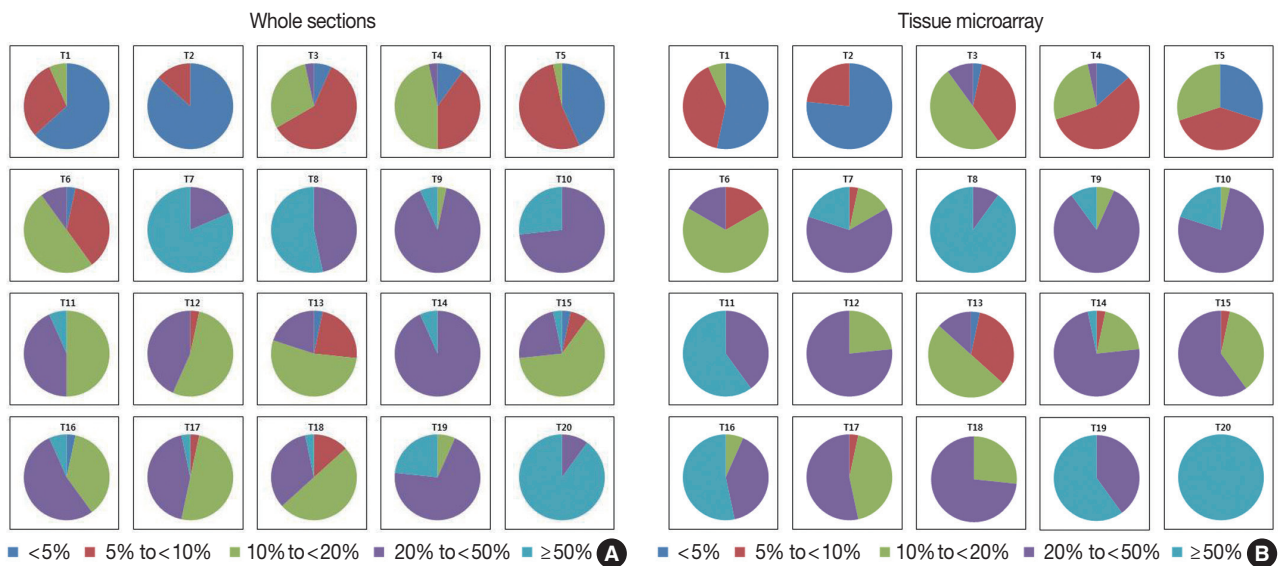 Whole sections
T1 T2 T3 T4 T5
T6 T7 T8 T9 T10
T11 T12 T13 T14 T15
T16 T17 T18 T19 T20
<5% 5% to<10% 10% to<20% 20% to<50% ≥50% A
Tissue microarray
T1 T2 T3 T4 T5
T6 T7 T8 T9 T10
T11 T12 T13 T14 T15
T16 T17 T18 T19 T20
<5% 5% to<10% 10% to<20% 20% to<50% ≥50% B